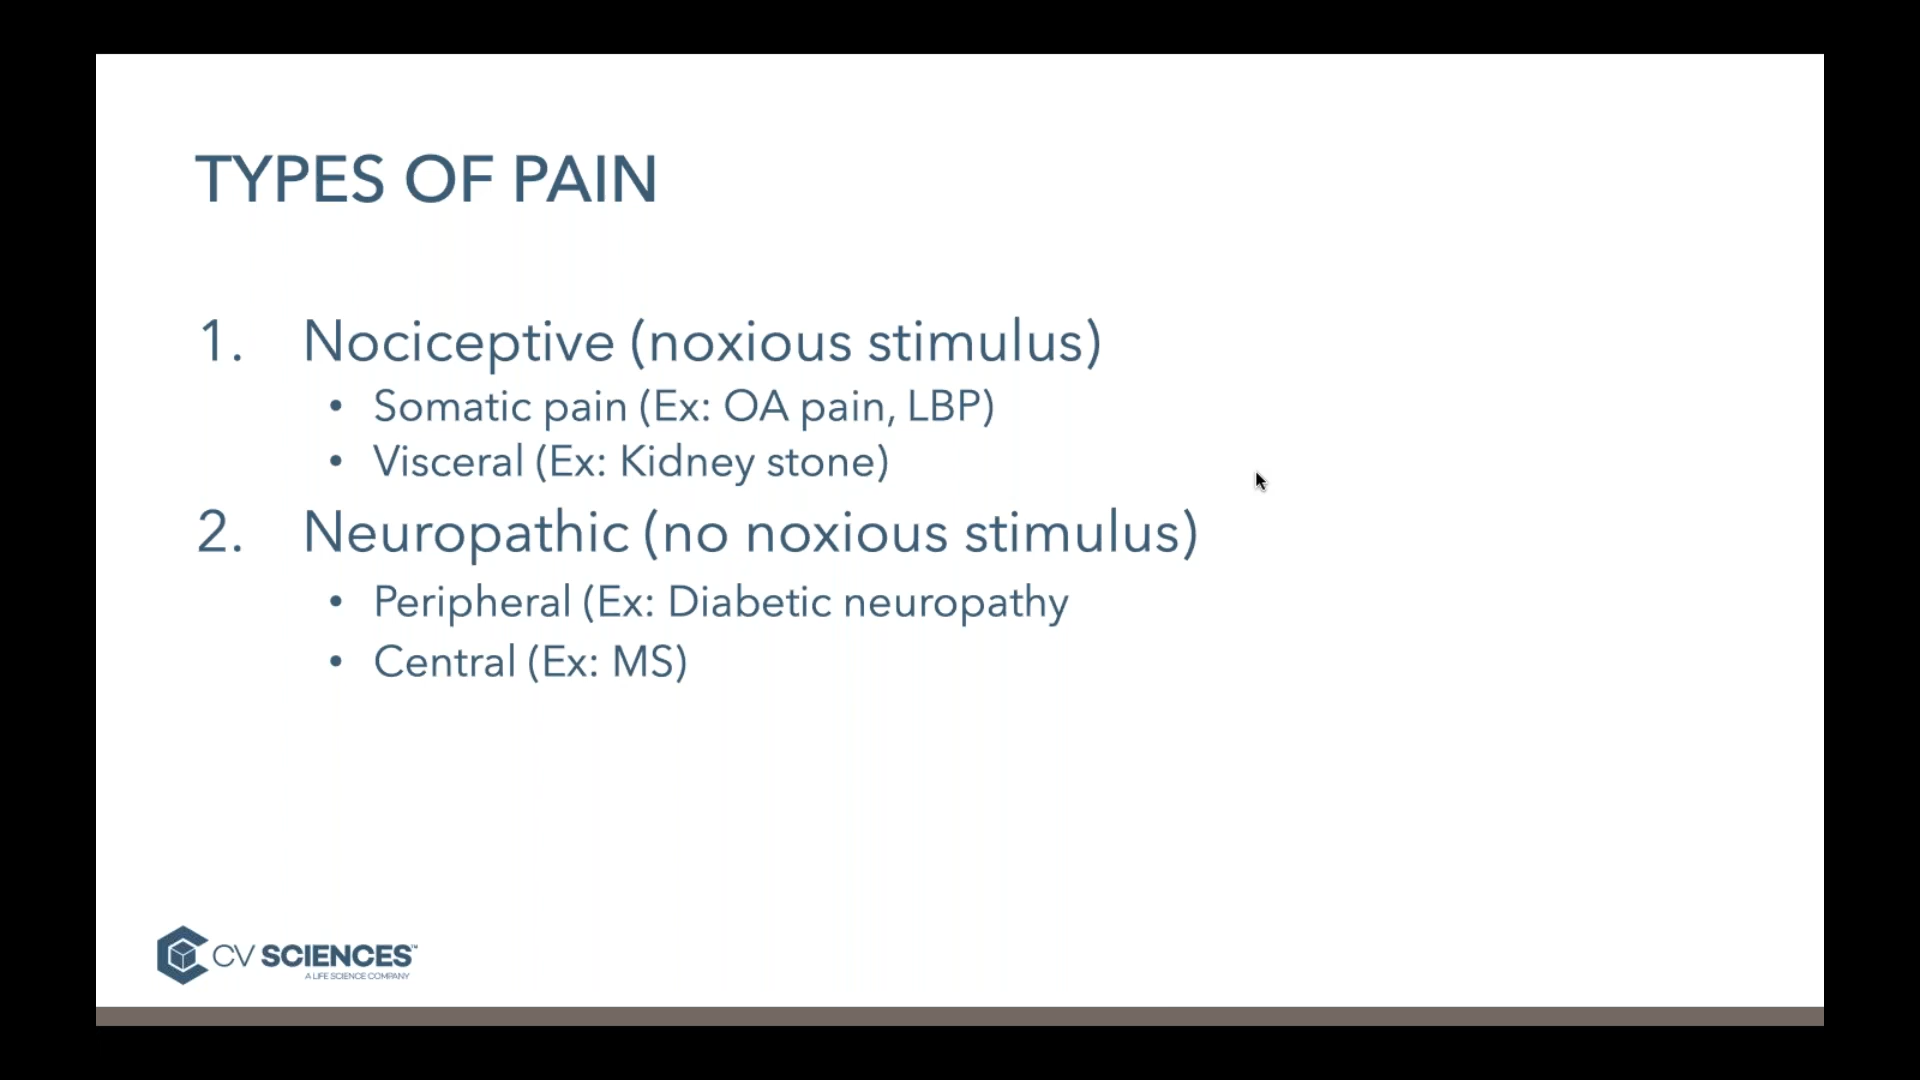 TYPES OF PAIN
1. Nociceptive (noxious stimulus)
• Somatic pain (Ex: OA pain, LBP)
• Visceral (Ex: Kidney stone)
2. Neuropathic (no noxious stimulus)
• Peripheral (Ex: Diabetic neuropathy
• Central (Ex: MS)
CV SCIENCES™
A LIFE SCIENCE COMPANY